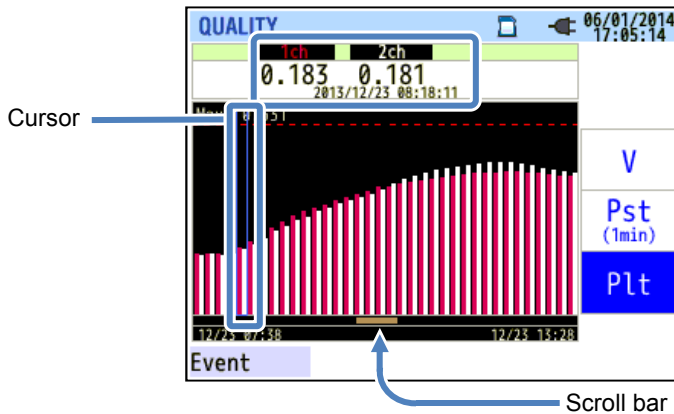 QUALITY
06/01/2014
17:05:14
1ch 2ch
0.183 0.181
2013/12/23 08:18:11
Cursor
V
Pst
(1min)
Plt
12/23 07:38 12/23 13:28
Event
Scroll bar